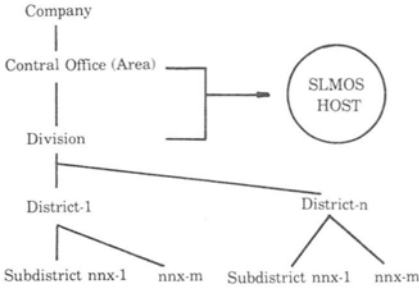 Company
Contral Office (Area)
SLMOS
HOST
Division
District-1
District-n
Subdistrict nnx-1
nnx-m
Subdistrict nnx-1
nnx-m